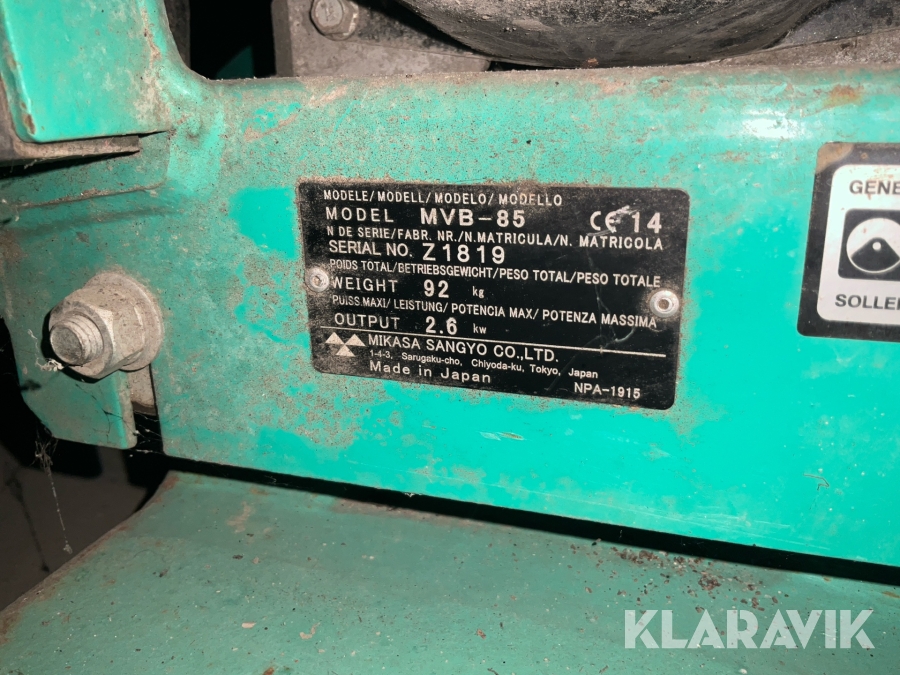 MODELE/MODELL/MODELO/MODELLO
MODEL MVB-85 CE 14
N DE SERIE/FABR. NR./N.MATRICULA/N. MATRICOLA
SERIAL NO. Z1819
POIDS TOTAL/BETRIEBSGEWICHT/PESO TOTAL/PESO TOTALE
WEIGHT 92 kg
PUISS.MAXI/LEISTUNG/POTENCIA MAX/POTENZA MASSIMA
OUTPUT 2.6 kw
MIKASA SANGYO CO.,LTD.
1-4-3, Sarugaku-cho, Chiyoda-ku, Tokyo, Japan
Made in Japan NPA-1915
GENE
SOLLE
KLARAVIK